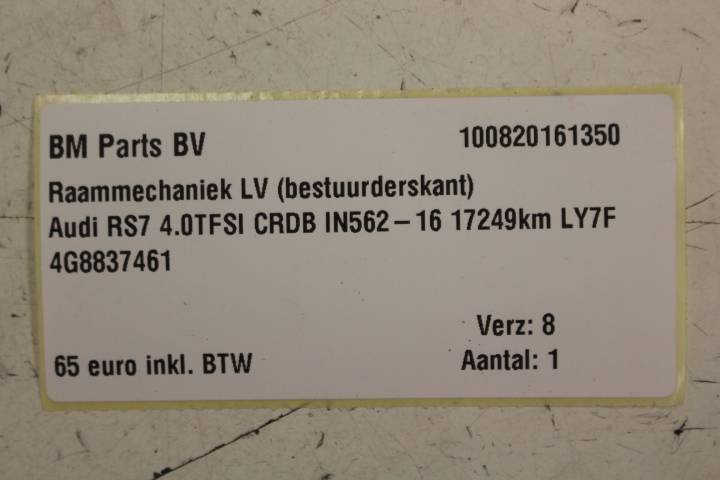 BM Parts BV 100820161350
Raammechaniek LV (bestuurderskant)
Audi RS7 4.0TFSI CRDB IN562-16 17249km LY7F
4G8837461
Verz: 8
65 euro inkl. BTW Aantal: 1